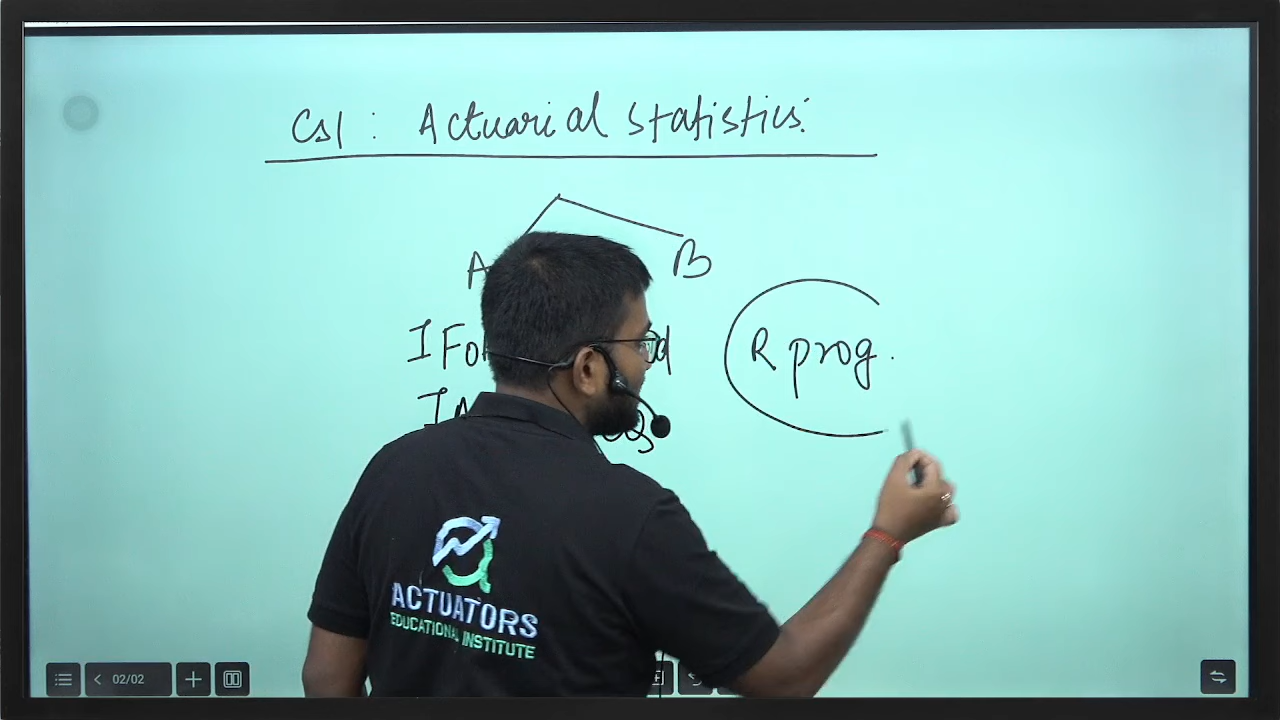 Cs1 : Actuarial statistics
A B
R prog.
ACTUATORS
EDUCATIONAL INSTITUTE
02/02